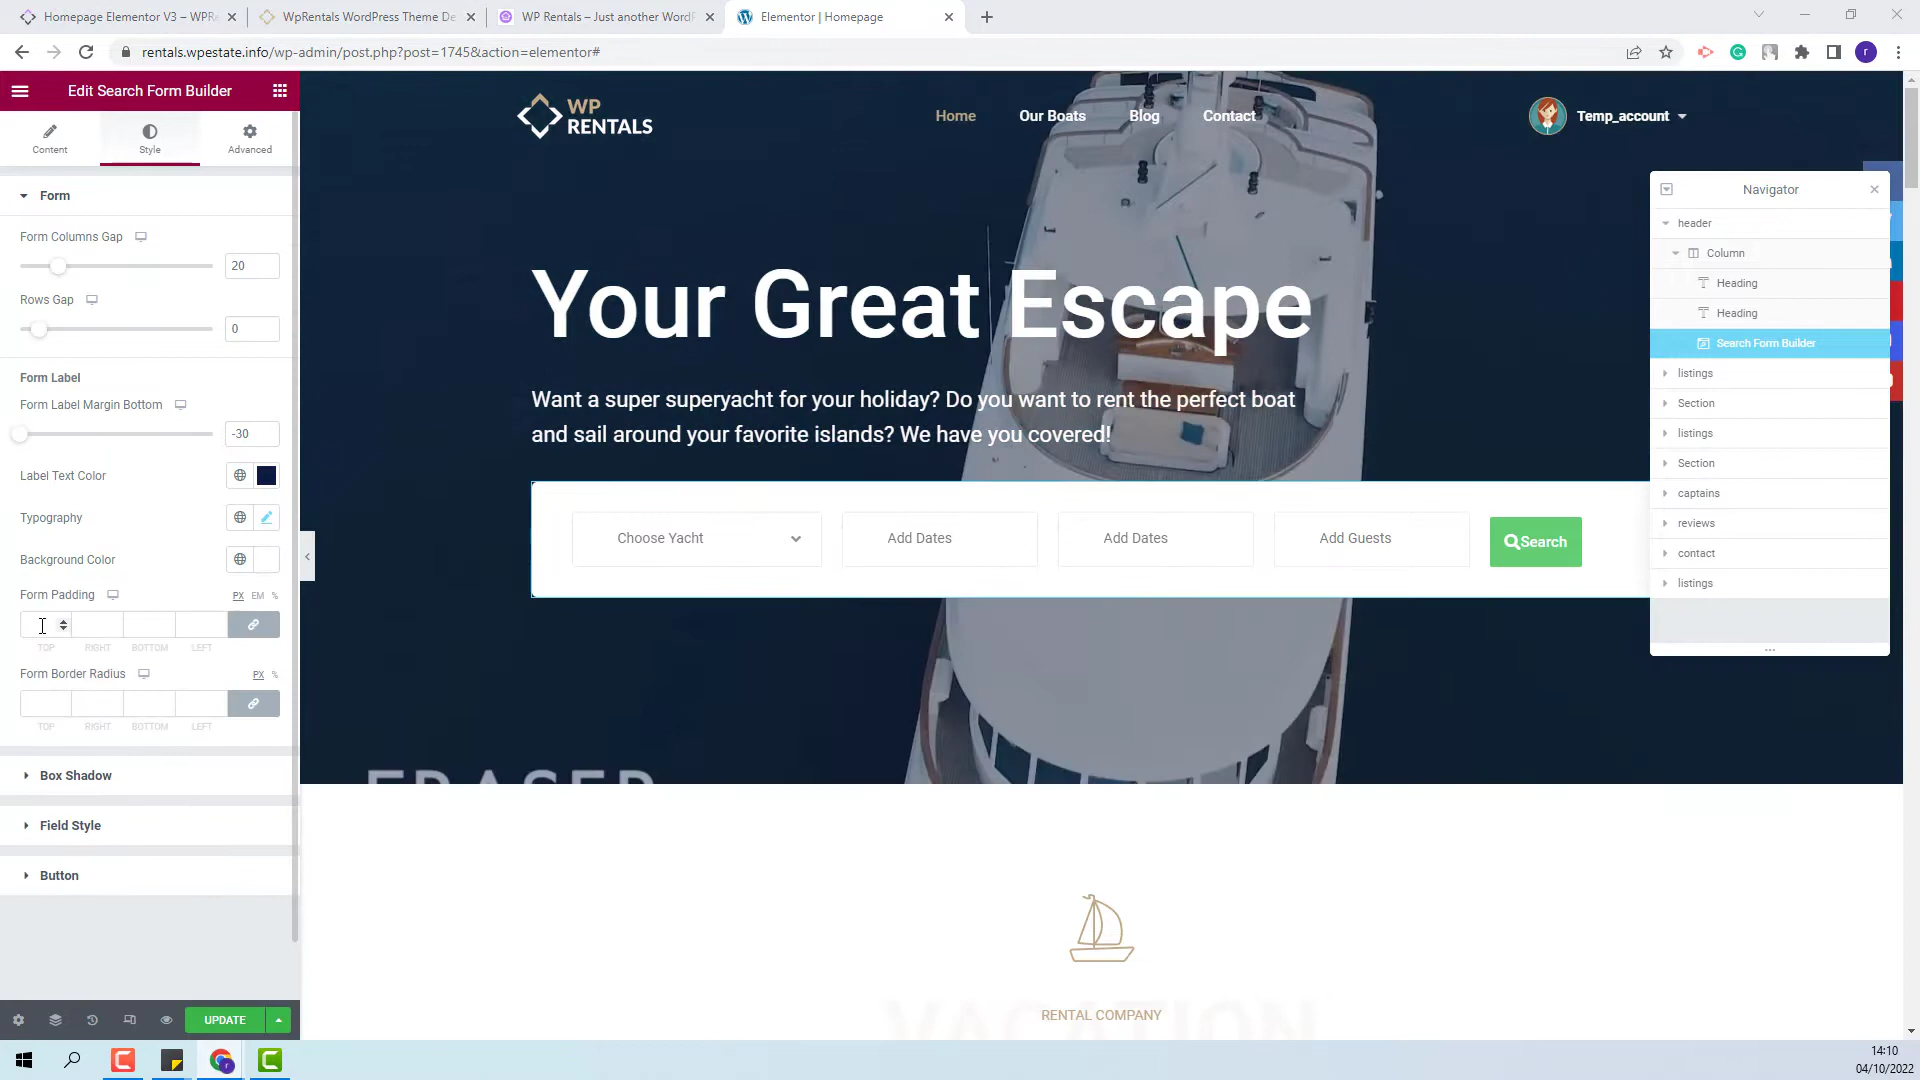 Homepage Elementor V3 – WPRe
WpRentals WordPress Theme De
WP Rentals – Just another WordP
Elementor | Homepage
rentals.wpestate.info/wp-admin/post.php?post=1745&action=elementor#
Edit Search Form Builder
Content
Style
Advanced
Form
Form Columns Gap
20
Rows Gap
0
Form Label
Form Label Margin Bottom
-30
Label Text Color
Typography
Background Color
Form Padding
PX EM %
TOP RIGHT BOTTOM LEFT
Form Border Radius
PX %
TOP RIGHT BOTTOM LEFT
Box Shadow
Field Style
Button
UPDATE
WP
RENTALS
Home
Our Boats
Blog
Contact
Temp_account
Your Great Escape
Want a super superyacht for your holiday? Do you want to rent the perfect boat
and sail around your favorite islands? We have you covered!
Choose Yacht
Add Dates
Add Dates
Add Guests
Search
FRASER
VACATION
RENTAL COMPANY
Navigator
header
Column
Heading
Heading
Search Form Builder
listings
Section
listings
Section
captains
reviews
contact
listings
14:10
04/10/2022